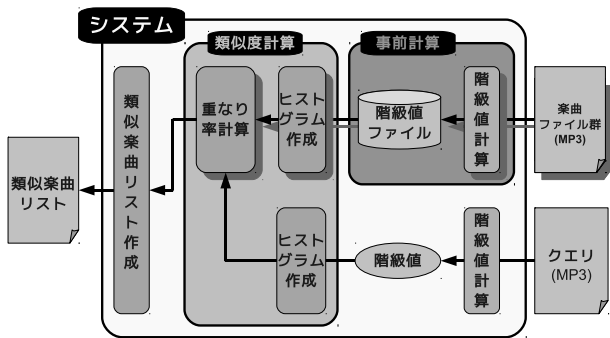 システム
類似度計算
事前計算
類似楽曲リスト作成
重なり
率計算
ヒスト
グラム
作成
階級値
ファイル
階級値計算
楽曲
ファイル群
(MP3)
類似楽曲
リスト
ヒスト
グラム
作成
階級値
階級値計算
クエリ
(MP3)